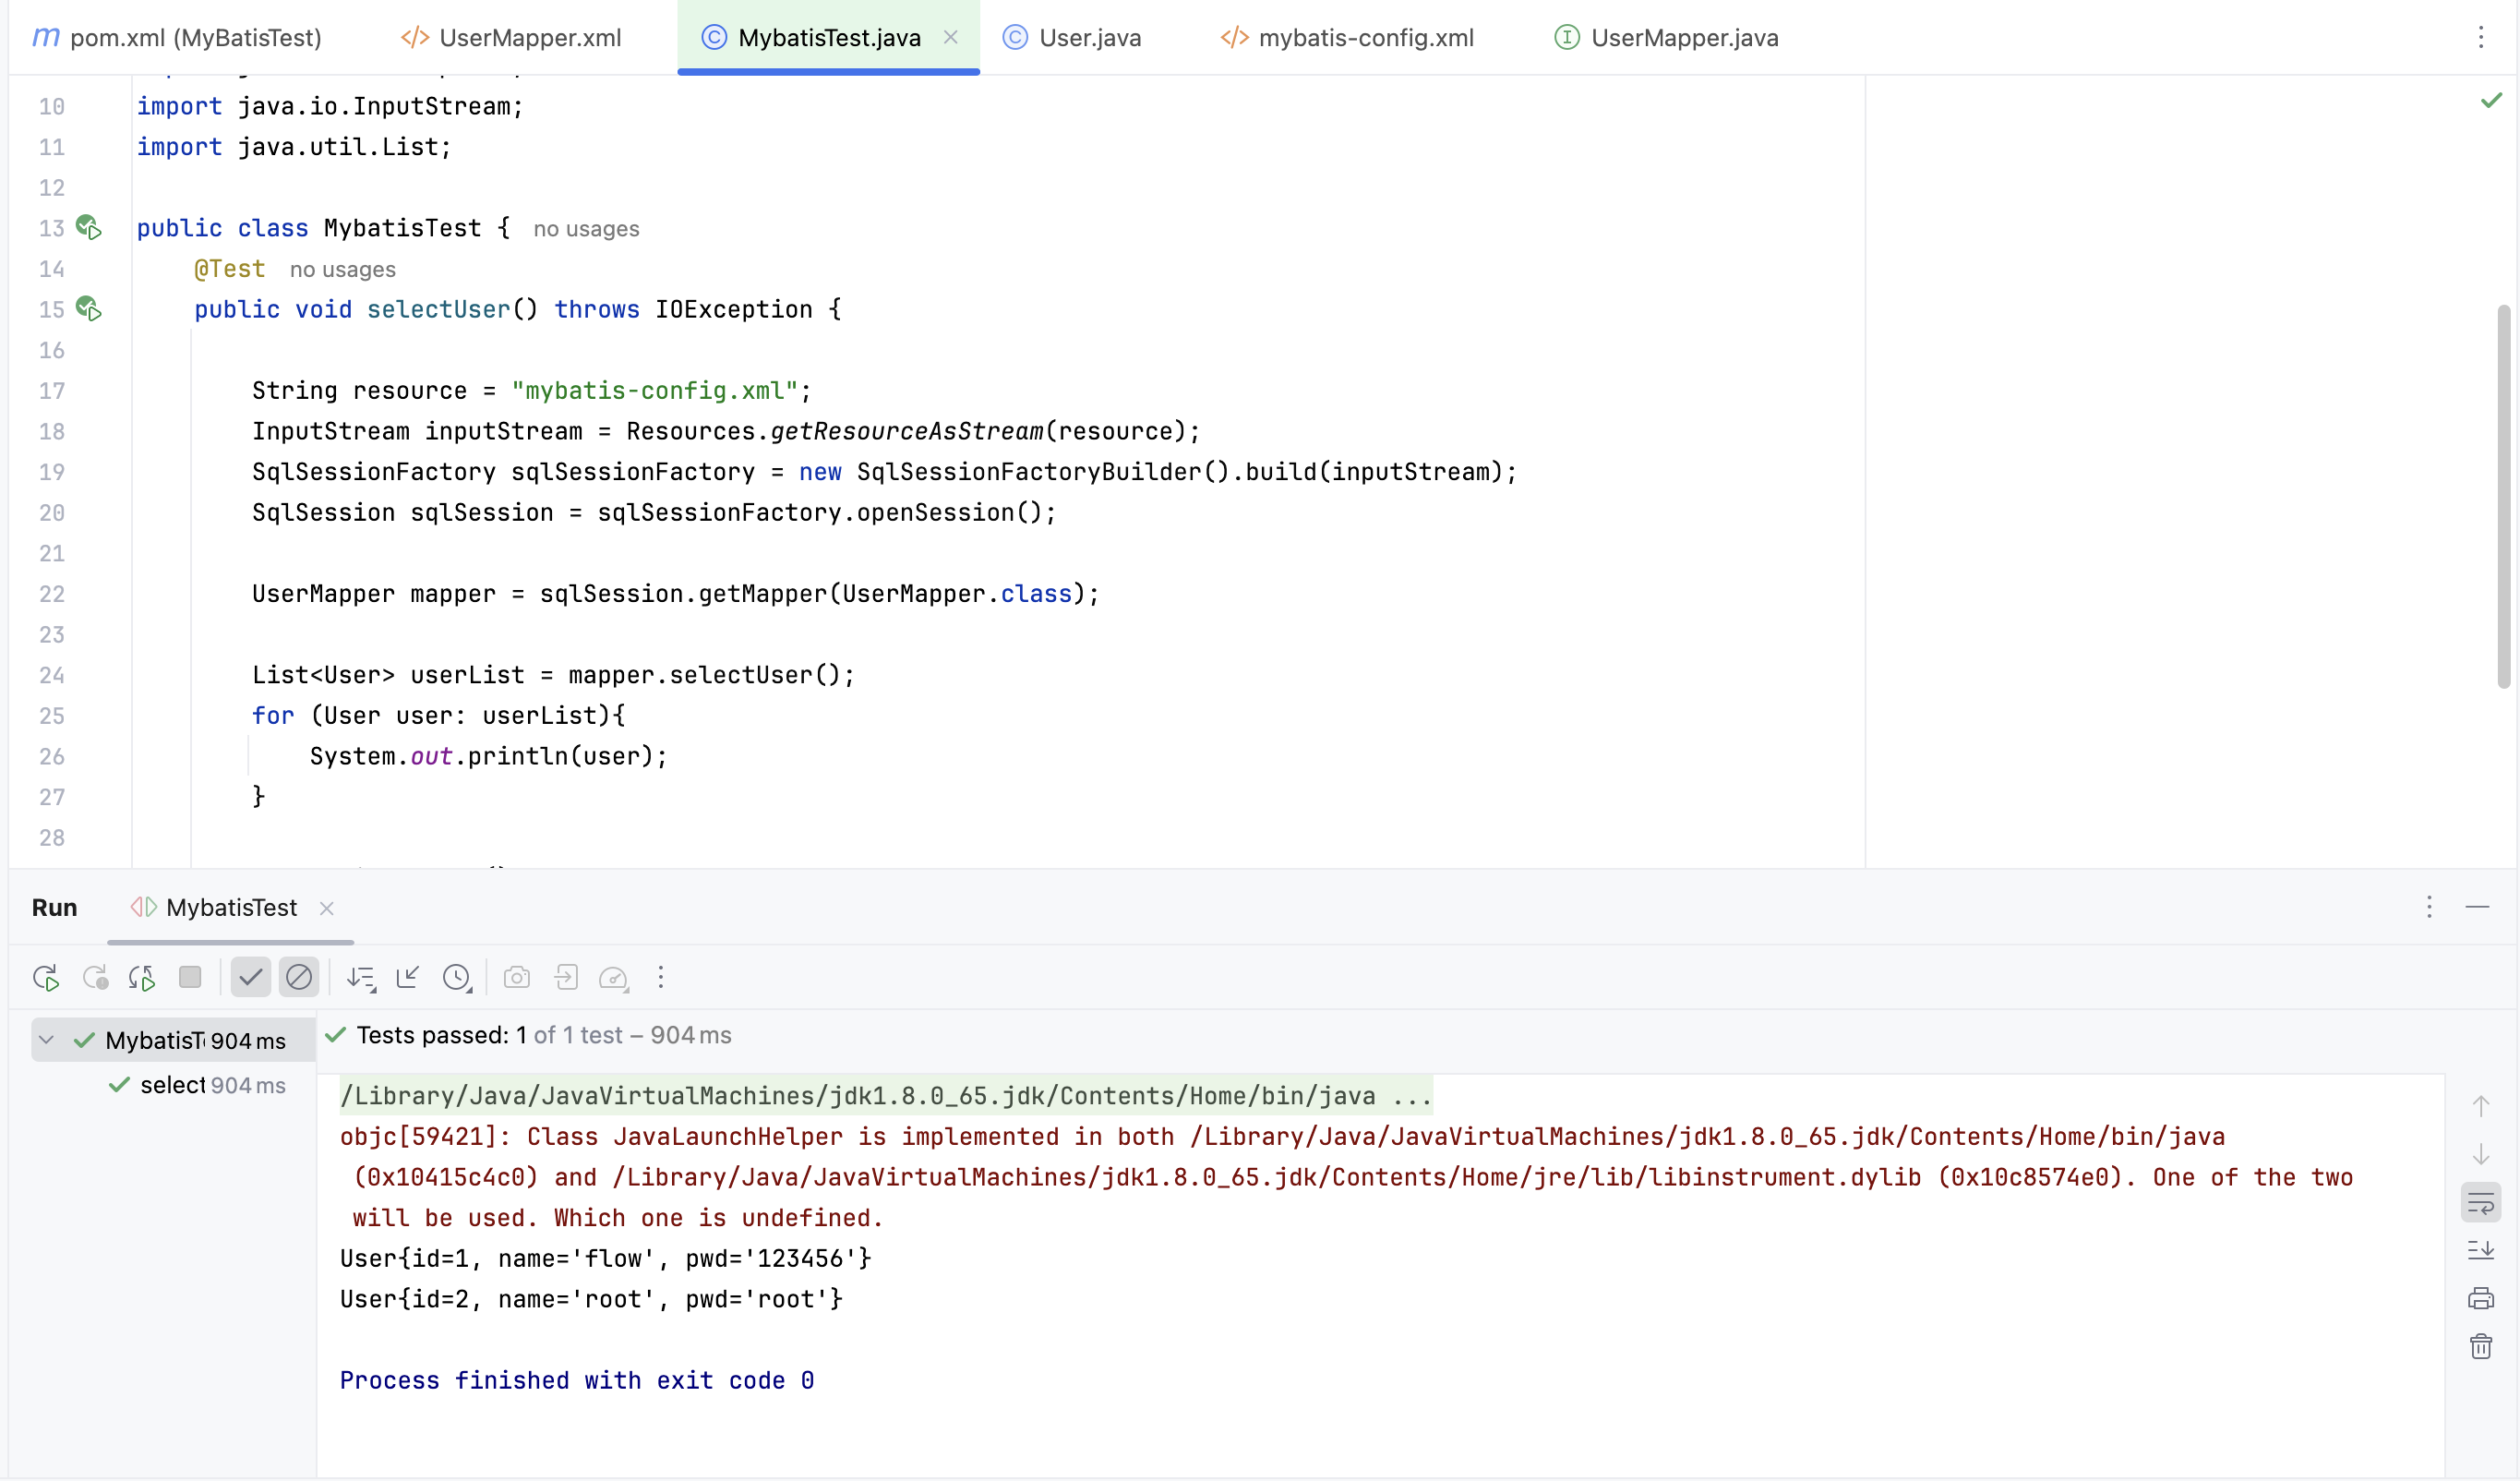 m pom.xml (MyBatisTest) </> UserMapper.xml C MybatisTest.java C User.java </> mybatis-config.xml I UserMapper.java
10 import java.io.InputStream;
11 import java.util.List;
12
13 public class MybatisTest { no usages
14 @Test no usages
15 public void selectUser() throws IOException {
16
17 String resource = "mybatis-config.xml";
18 InputStream inputStream = Resources.getResourceAsStream(resource);
19 SqlSessionFactory sqlSessionFactory = new SqlSessionFactoryBuilder().build(inputStream);
20 SqlSession sqlSession = sqlSessionFactory.openSession();
21
22 UserMapper mapper = sqlSession.getMapper(UserMapper.class);
23
24 List<User> userList = mapper.selectUser();
25 for (User user: userList){
26 System.out.println(user);
27 }
28
Run MybatisTest
MybatisT 904 ms
select 904 ms
Tests passed: 1 of 1 test – 904 ms
/Library/Java/JavaVirtualMachines/jdk1.8.0_65.jdk/Contents/Home/bin/java ...
objc[59421]: Class JavaLaunchHelper is implemented in both /Library/Java/JavaVirtualMachines/jdk1.8.0_65.jdk/Contents/Home/bin/java
(0x10415c4c0) and /Library/Java/JavaVirtualMachines/jdk1.8.0_65.jdk/Contents/Home/jre/lib/libinstrument.dylib (0x10c8574e0). One of the two
will be used. Which one is undefined.
User{id=1, name='flow', pwd='123456'}
User{id=2, name='root', pwd='root'}
Process finished with exit code 0